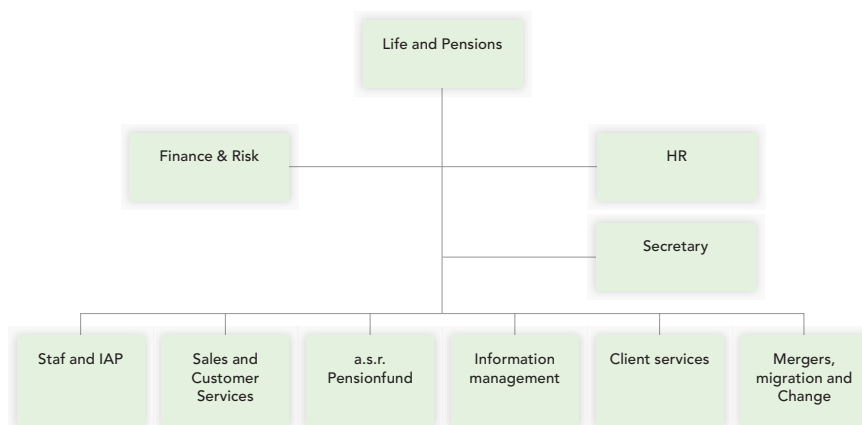 Life and Pensions
Finance & Risk
HR
Secretary
Staf and IAP
Sales and
Customer
Services
a.s.r.
Pensionfund
Information
management
Client services
Mergers,
migration and
Change